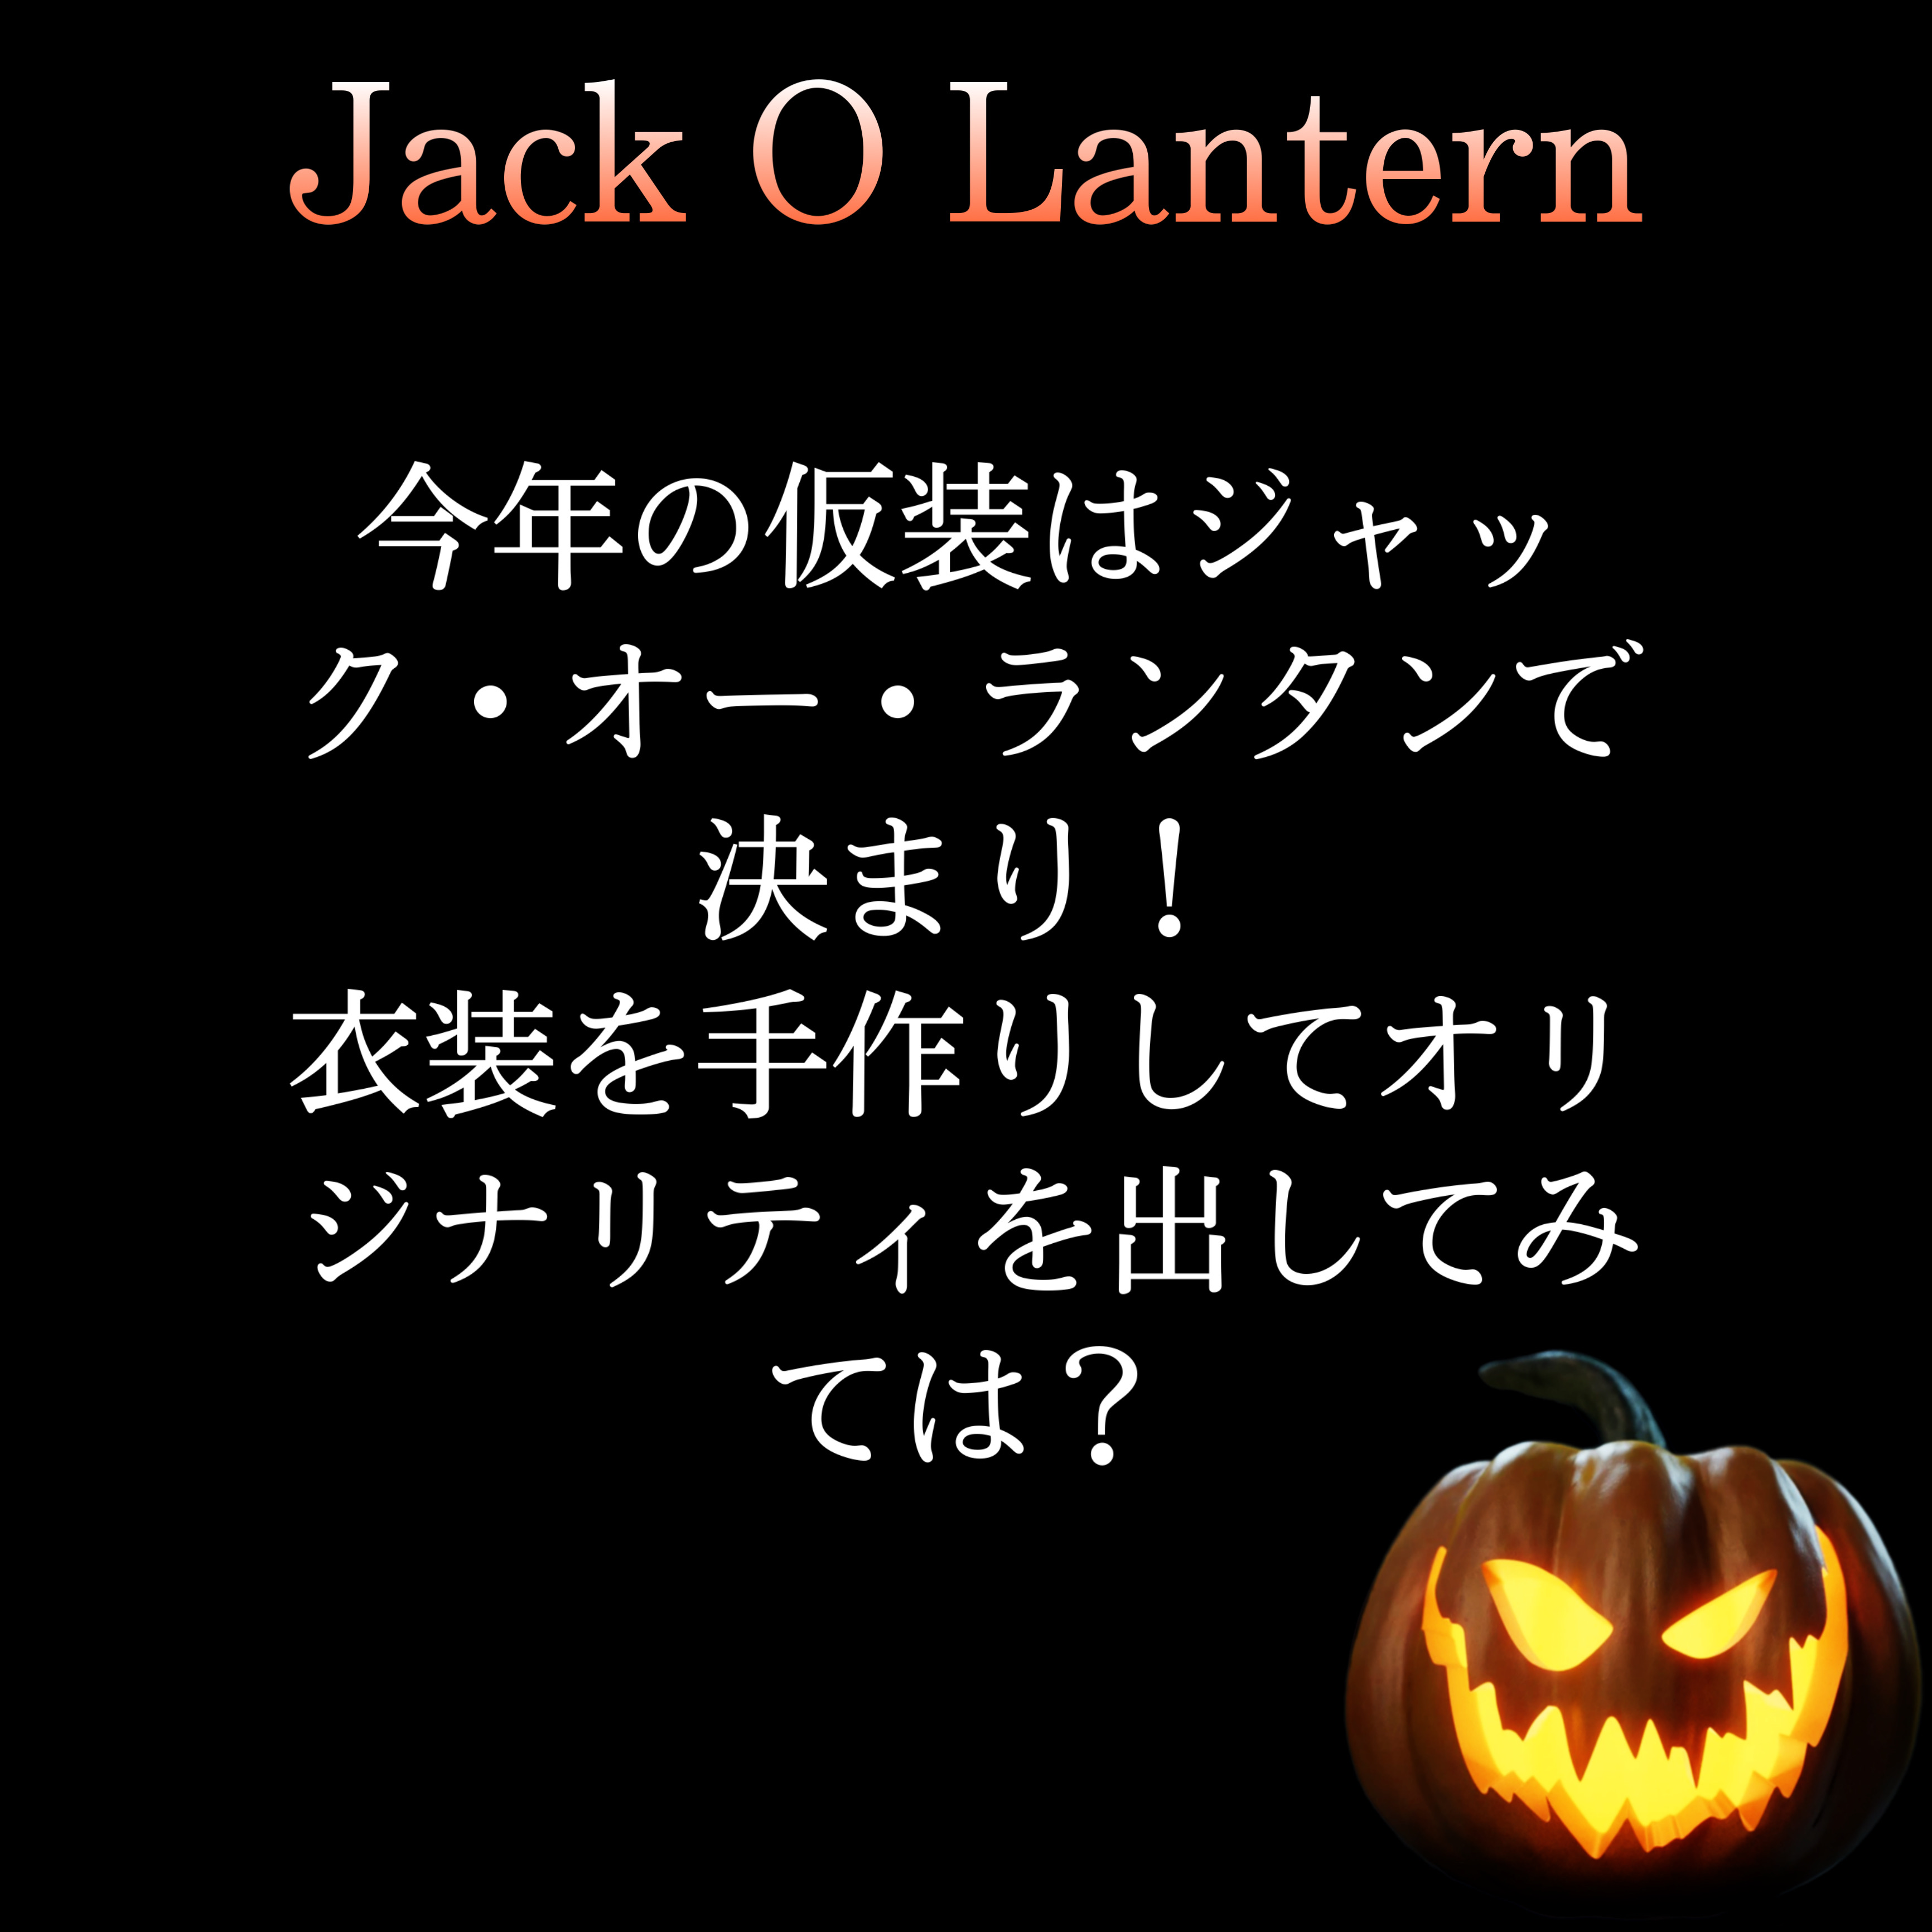 Jack O Lantern
今年の仮装はジャッ
ク・オー・ランタンで
決まり！
衣装を手作りしてオリ
ジナリティを出してみ
ては？